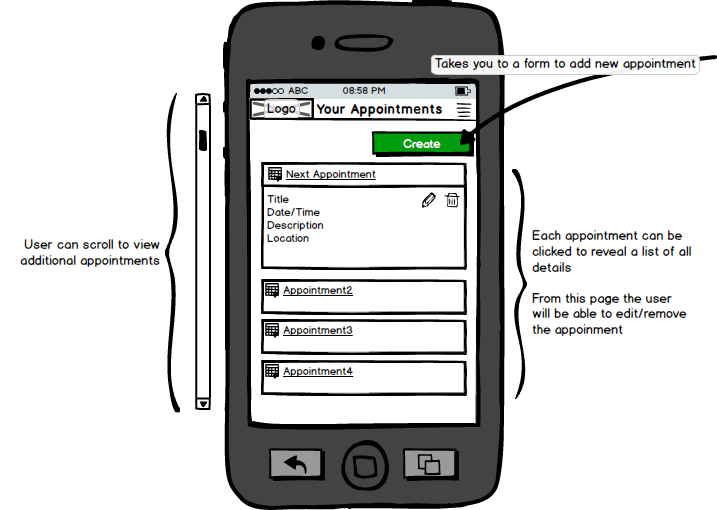 Takes you to a form to add new appointment
ABC 08:58 PM
Logo Your Appointments
Create
Next Appointment
Title
Date/Time
Description
Location
Appointment2
Appointment3
Appointment4
User can scroll to view
additional appointments
Each appointment can be
clicked to reveal a list of all
details
From this page the user
will be able to edit/remove
the appoinment